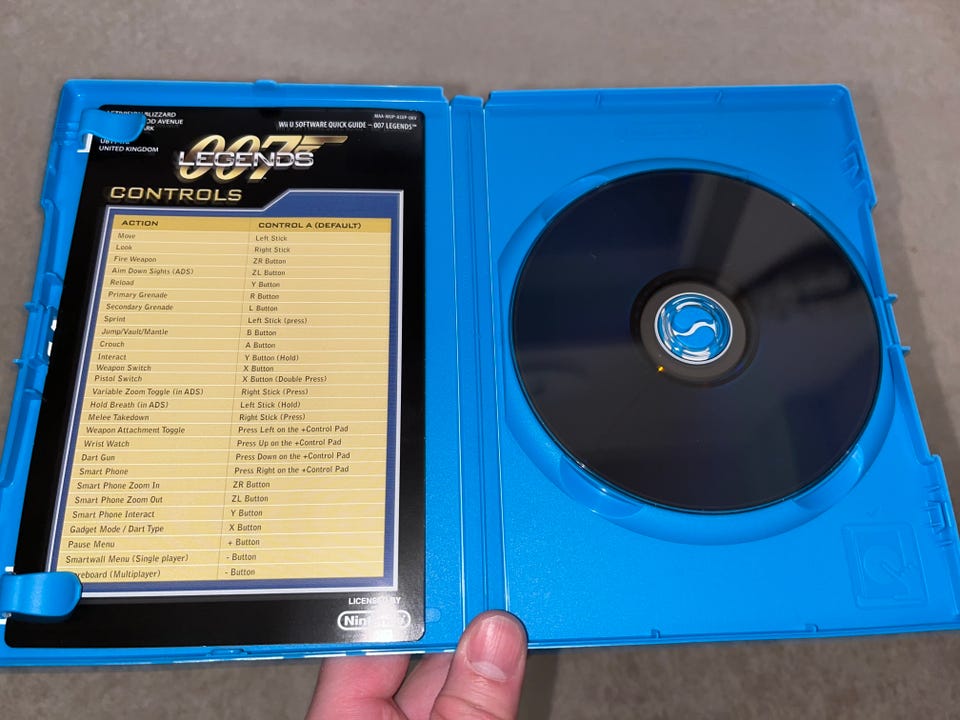 BLIZZARD
AVENUE
UNITED KINGDOM
Wii U SOFTWARE QUICK GUIDE – 007 LEGENDS™
007
LEGENDS
CONTROLS
ACTION CONTROL A (DEFAULT)
Move Left Stick
Look Right Stick
Fire Weapon ZR Button
Aim Down Sights (ADS) ZL Button
Reload Y Button
Primary Grenade R Button
Secondary Grenade L Button
Sprint Left Stick (press)
Jump/Vault/Mantle B Button
Crouch A Button
Interact Y Button (Hold)
Weapon Switch X Button
Pistol Switch X Button (Double Press)
Variable Zoom Toggle (in ADS) Right Stick (Press)
Hold Breath (in ADS) Left Stick (Hold)
Melee Takedown Right Stick (Press)
Weapon Attachment Toggle Press Left on the +Control Pad
Wrist Watch Press Up on the +Control Pad
Dart Gun Press Down on the +Control Pad
Smart Phone Press Right on the +Control Pad
Smart Phone Zoom In ZR Button
Smart Phone Zoom Out ZL Button
Smart Phone Interact Y Button
Gadget Mode / Dart Type X Button
Pause Menu + Button
Smartwall Menu (Single player) - Button
(Multiplayer) - Button
LICENSED BY
Nintendo